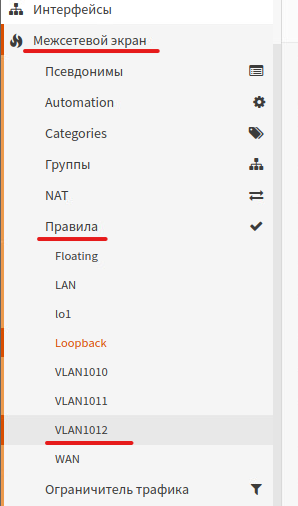 Интерфейсы
Межсетевой экран
Псевдонимы
Automation
Categories
Группы
NAT
Правила
Floating
LAN
lo1
Loopback
VLAN1010
VLAN1011
VLAN1012
WAN
Ограничитель трафика